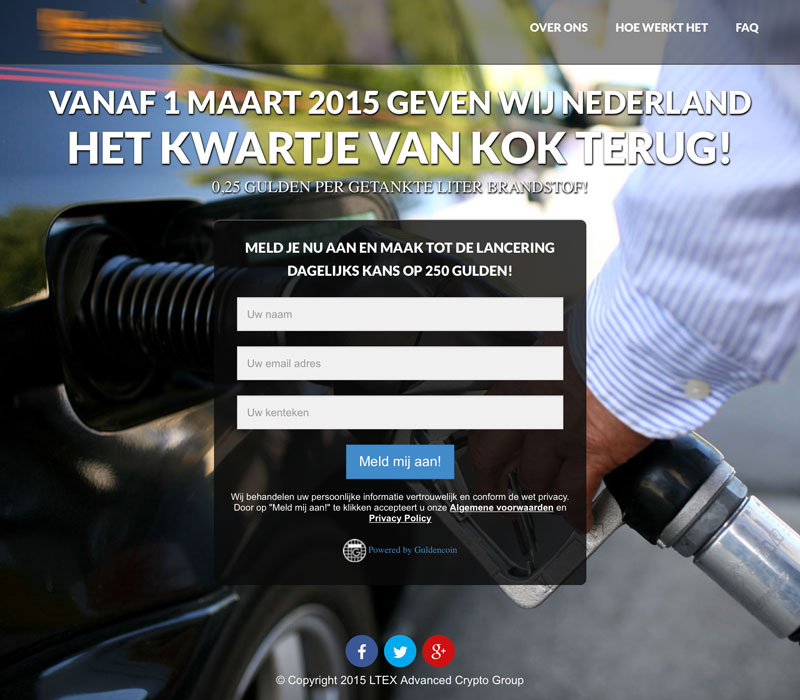 OVER ONS HOE WERKT HET FAQ
VANAF 1 MAART 2015 GEVEN WIJ NEDERLAND
HET KWARTJE VAN KOK TERUG!
0,25 GULDEN PER GETANKTE LITER BRANDSTOF!
MELD JE NU AAN EN MAAK TOT DE LANCERING
DAGELIJKS KANS OP 250 GULDEN!
Uw naam
Uw email adres
Uw kenteken
Meld mij aan!
Wij behandelen uw persoonlijke informatie vertrouwelijk en conform de wet privacy.
Door op "Meld mij aan!" te klikken accepteert u onze Algemene voorwaarden en
Privacy Policy
Powered by Guldencoin
© Copyright 2015 LTEX Advanced Crypto Group